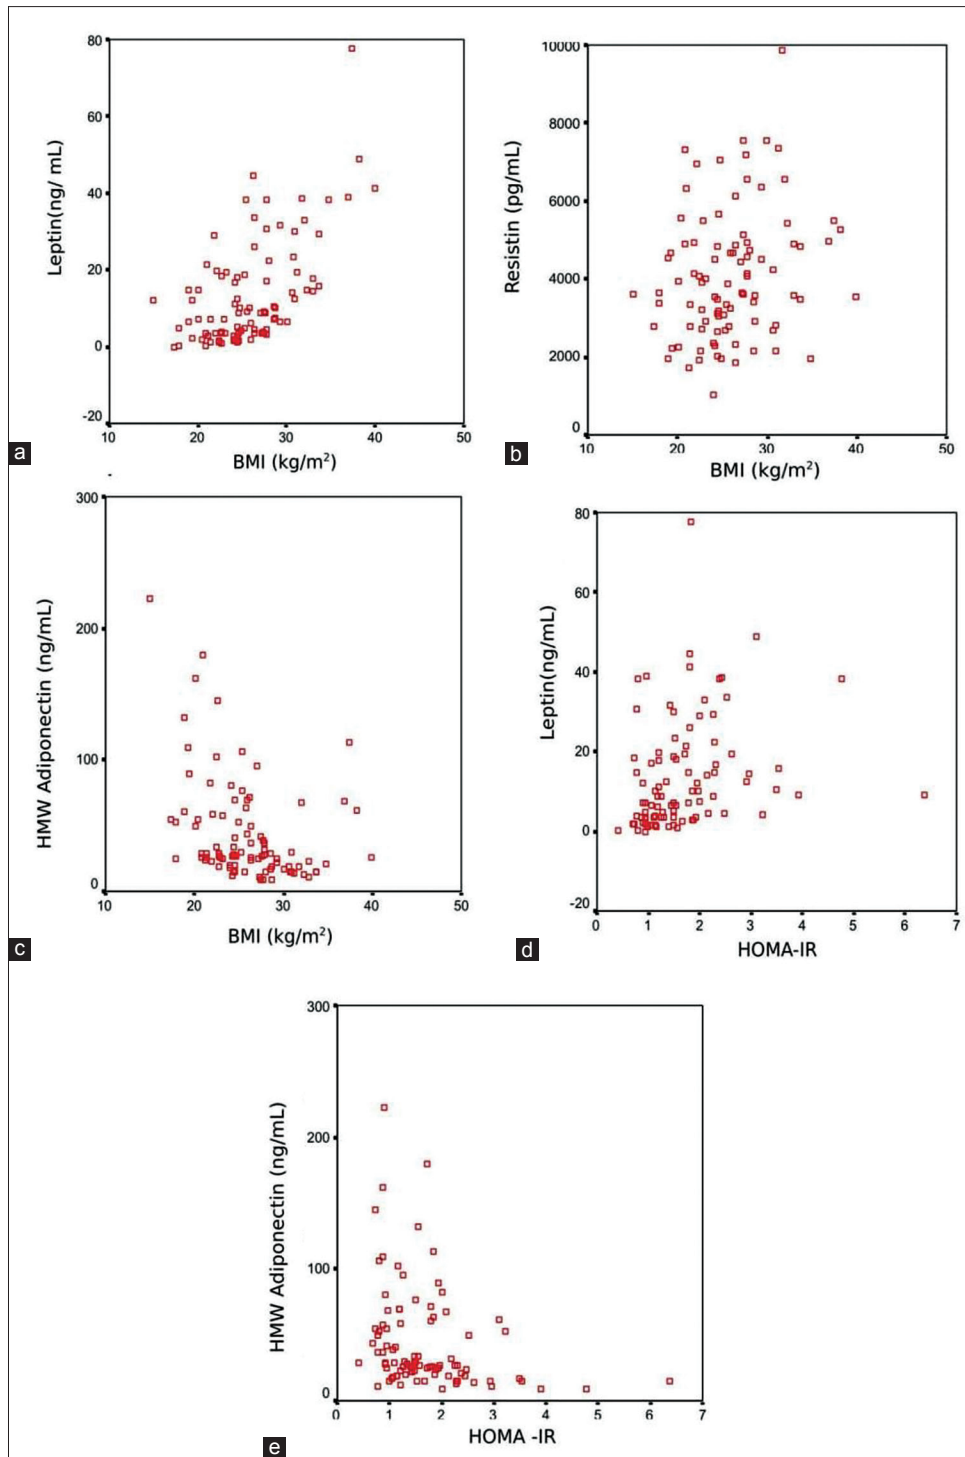 80
60
40
20
0
-20
10 20 30 40 50
Leptin(ng/ mL)
BMI (kg/m²)
a
10000
8000
6000
4000
2000
0
10 20 30 40 50
Resistin (pg/mL)
BMI (kg/m²)
b
300
200
100
0
10 20 30 40 50
HMW Adiponectin (ng/mL)
BMI (kg/m²)
c
80
60
40
20
0
-20
0 1 2 3 4 5 6 7
Leptin(ng/mL)
HOMA-IR
d
300
200
100
0
0 1 2 3 4 5 6 7
HMW Adiponectin (ng/mL)
HOMA -IR
e